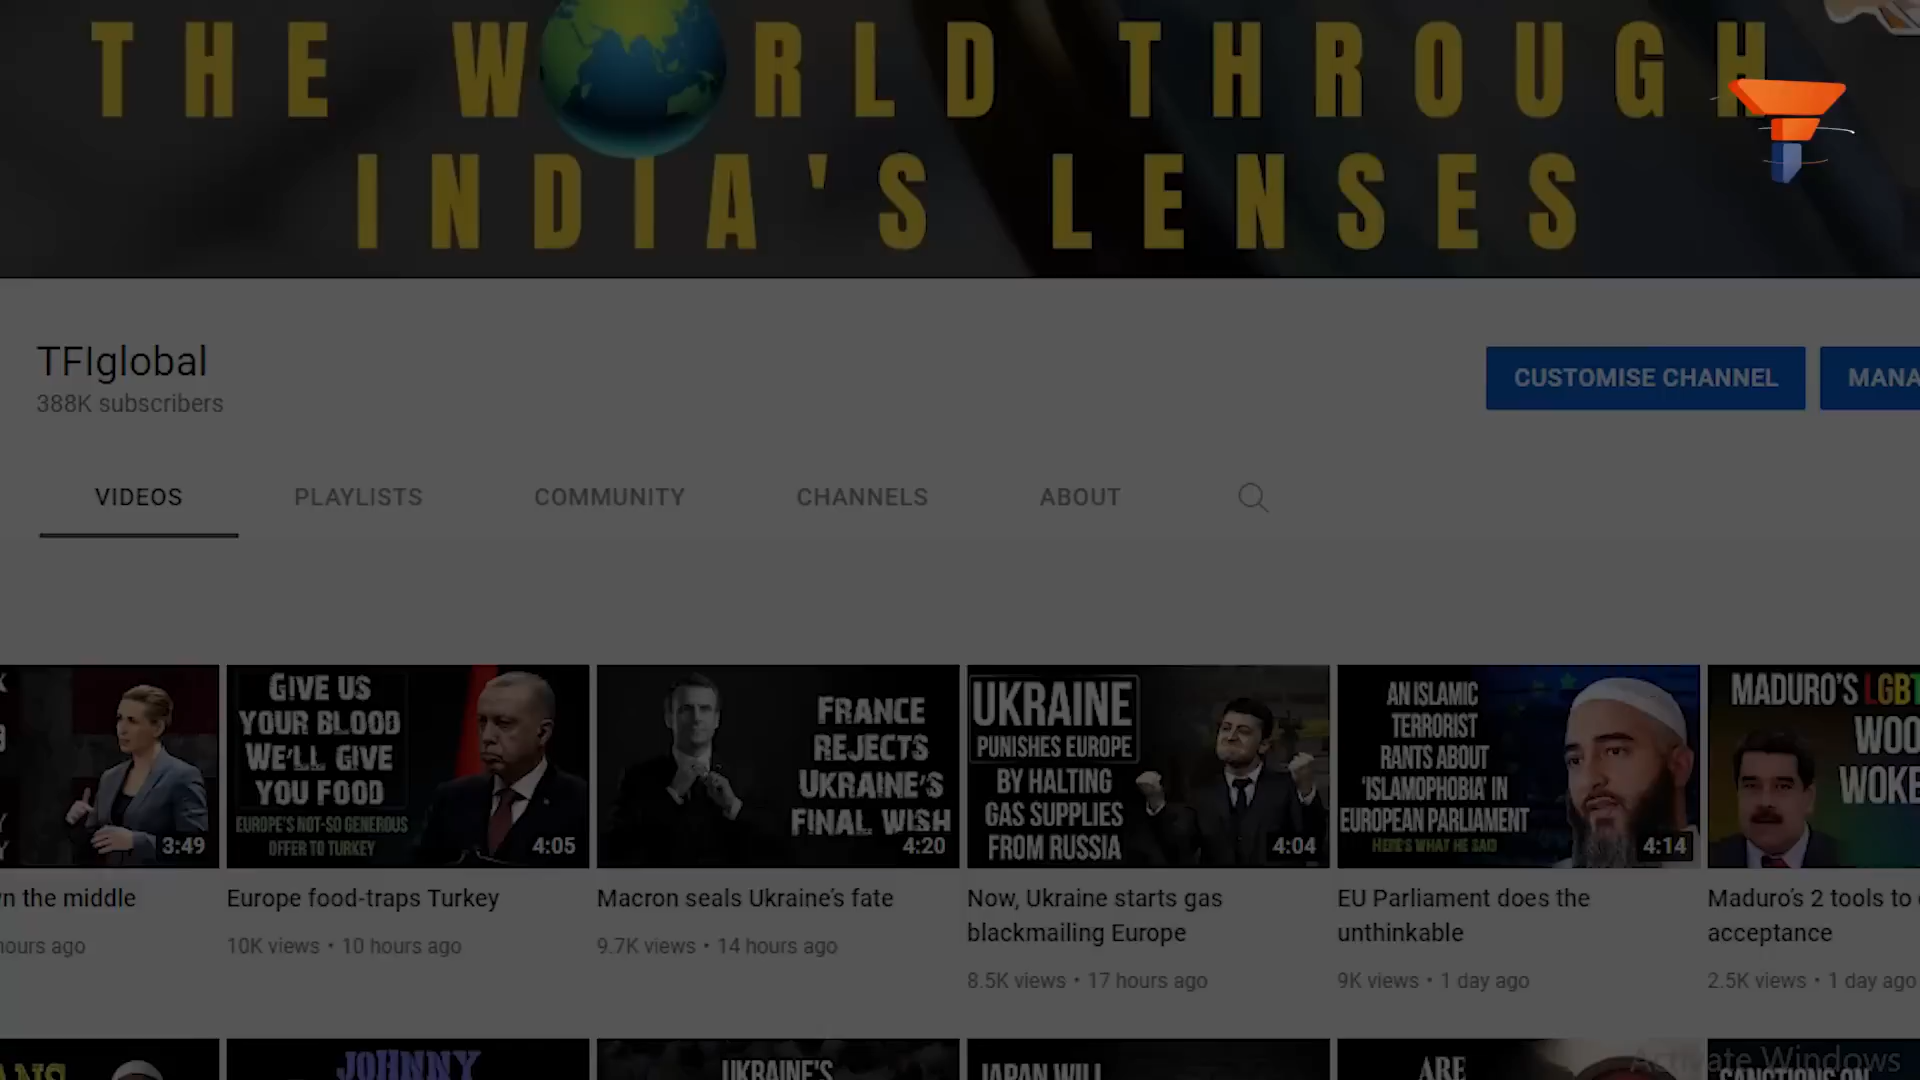 THE WORLD THROUGH
INDIA'S LENSES
TFIglobal
388K subscribers
CUSTOMISE CHANNEL
MANA
VIDEOS
PLAYLISTS
COMMUNITY
CHANNELS
ABOUT
3:49
GIVE US
YOUR BLOOD
WE'LL GIVE
YOU FOOD
EUROPE'S NOT-SO GENEROUS
OFFER TO TURKEY
4:05
FRANCE
REJECTS
UKRAINE'S
FINAL WISH
4:20
UKRAINE
PUNISHES EUROPE
BY HALTING
GAS SUPPLIES
FROM RUSSIA
4:04
AN ISLAMIC
TERRORIST
RANTS ABOUT
'ISLAMOPHOBIA' IN
EUROPEAN PARLIAMENT
HERE'S WHAT HE SAID
4:14
MADURO'S LGBT
WOO
WOKE
n the middle
hours ago
Europe food-traps Turkey
10K views • 10 hours ago
Macron seals Ukraine's fate
9.7K views • 14 hours ago
Now, Ukraine starts gas
blackmailing Europe
8.5K views • 17 hours ago
EU Parliament does the
unthinkable
9K views • 1 day ago
Maduro's 2 tools to
acceptance
2.5K views • 1 day ago
JOHNNY
UKRAINE'S
JAPAN WILL
ARE
SANCTIONS ON
Activate Windows